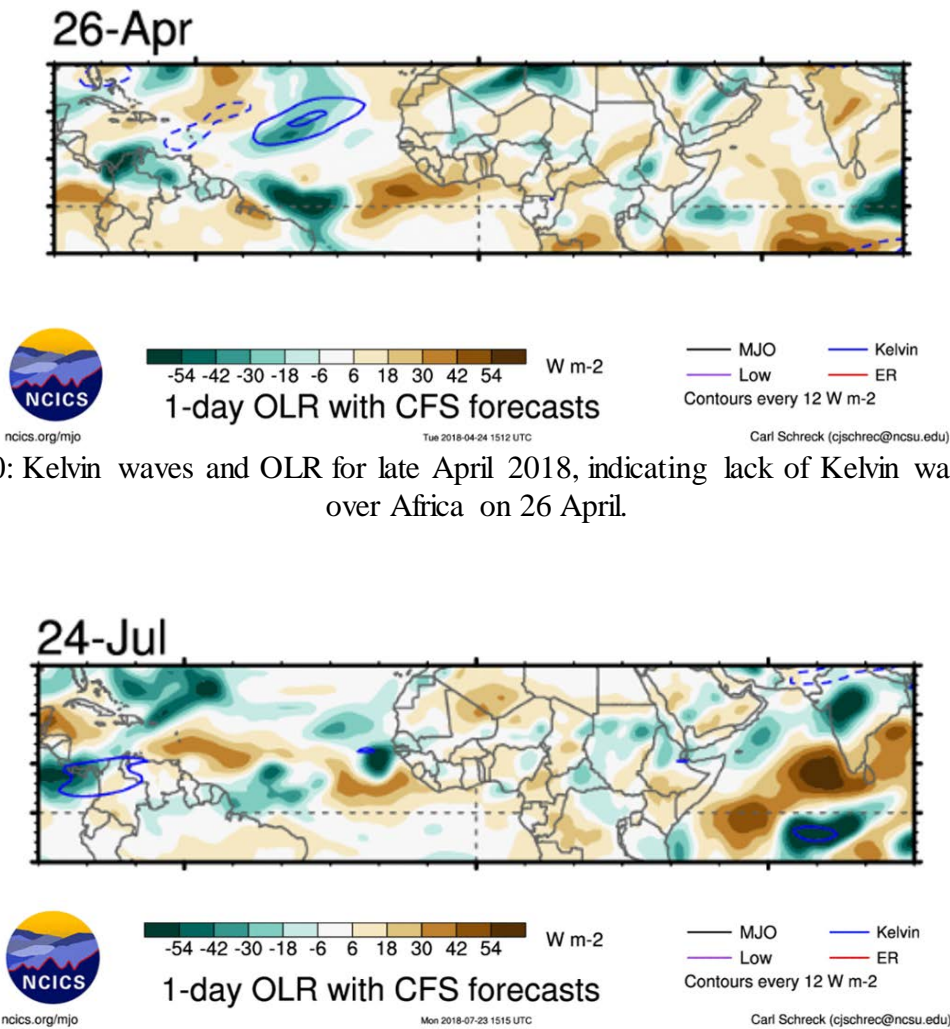 26-Apr
-54 -42 -30 -18 -6 6 18 30 42 54 W m-2
1-day OLR with CFS forecasts
MJO Kelvin
Low ER
Contours every 12 W m-2
NCICS
ncics.org/mjo
Tue 2018-04-24 1512 UTC
Carl Schreck (cjschrec@ncsu.edu)
0: Kelvin waves and OLR for late April 2018, indicating lack of Kelvin wa
over Africa on 26 April.
24-Jul
-54 -42 -30 -18 -6 6 18 30 42 54 W m-2
1-day OLR with CFS forecasts
MJO Kelvin
Low ER
Contours every 12 W m-2
NCICS
ncics.org/mjo
Mon 2018-07-23 1515 UTC
Carl Schreck (cjschrec@ncsu.edu)